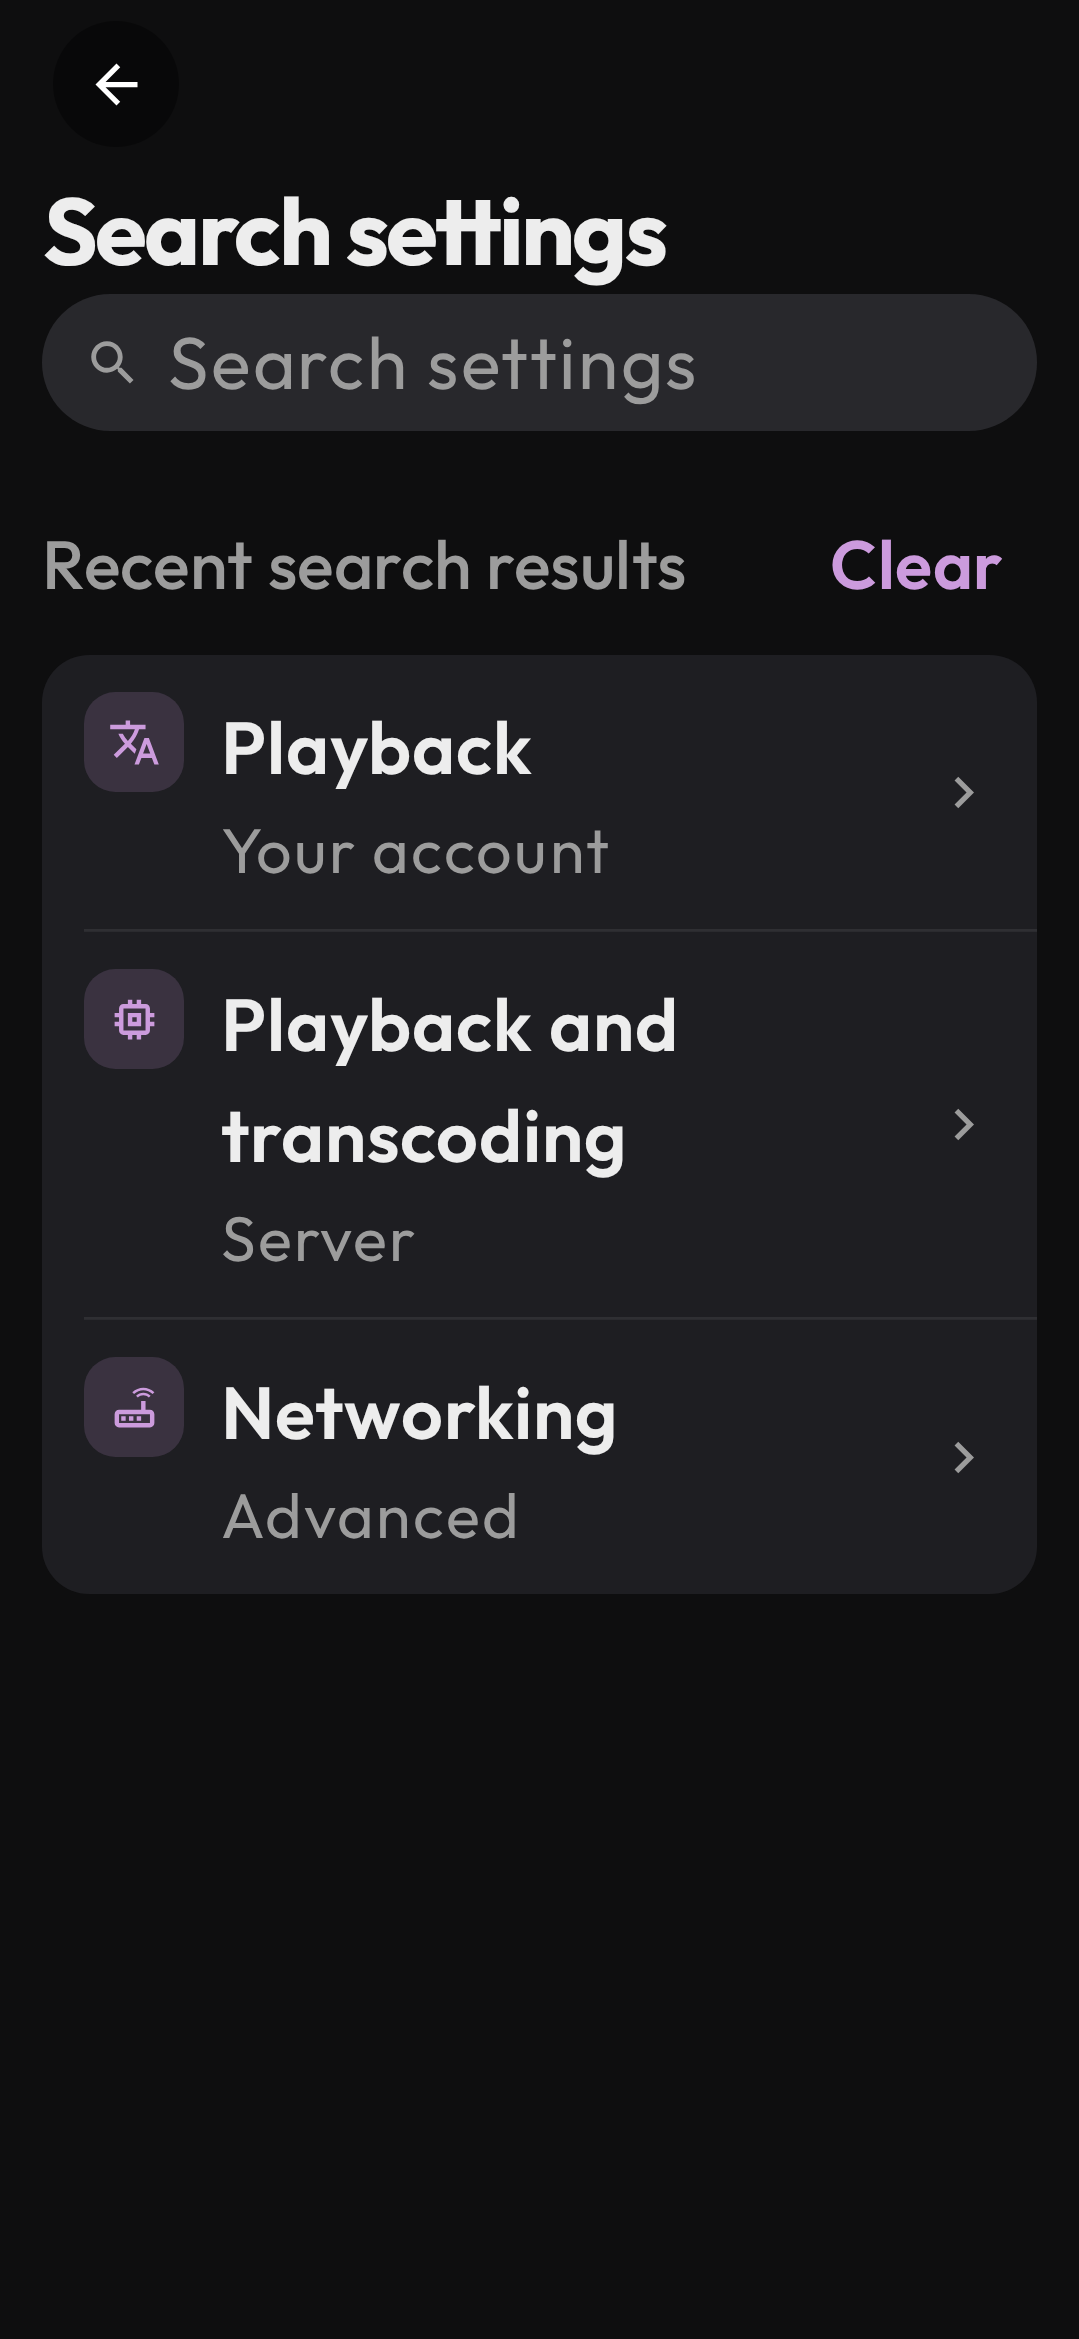 Search settings
Search settings
Recent search results
Clear
Playback
Your account
Playback and
transcoding
Server
Networking
Advanced